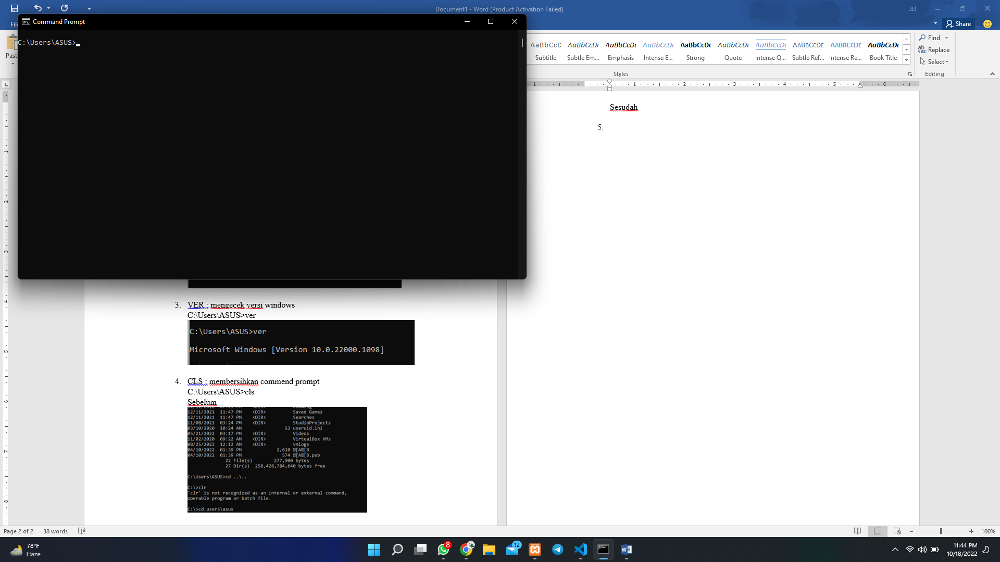 Document1 - Word (Product Activation Failed)
Share
Command Prompt
C:\Users\ASUS>
AaBbCcD AaBbCcDc AaBbCcDc AaBbCcDc AaBbCcDc AaBbCcDc AaBbCcDc AABBCCDE AABBCCDE AaBbCcDc
Subtitle Subtle Em... Emphasis Intense E... Strong Quote Intense Q... Subtle Ref... Intense Re... Book Title
Styles
Find
Replace
Select
Editing
1 1 2 3 4 5 6
Sesudah
5.
3. VER : mengecek versi windows
C:\Users\ASUS>ver
C:\Users\ASUS>ver
Microsoft Windows [Version 10.0.22000.1098]
4. CLS : membersihkan commend prompt
C:\Users\ASUS>cls
Sebelum
12/11/2021 11:47 PM <DIR> Saved Games
12/11/2021 11:47 PM <DIR> Searches
11/08/2021 03:24 PM <DIR> StudioProjects
03/10/2020 10:24 AM 53 useruid.ini
05/21/2022 03:17 PM <DIR> Videos
11/02/2020 09:22 AM <DIR> VirtualBox VMs
08/25/2022 12:12 AM <DIR> vmlogs
04/10/2022 01:39 PM 2,610
04/10/2022 01:39 PM 574
22 File(s) 277,900 bytes
27 Dir(s) 258,428,784,640 bytes free
C:\Users\ASUS>cd ..\..
C:\>clr
'clr' is not recognized as an internal or external command,
operable program or batch file.
C:\>cd users\asus
Page 2 of 2 38 words
100%
78°F
Haze
8
12
11:44 PM
10/18/2022